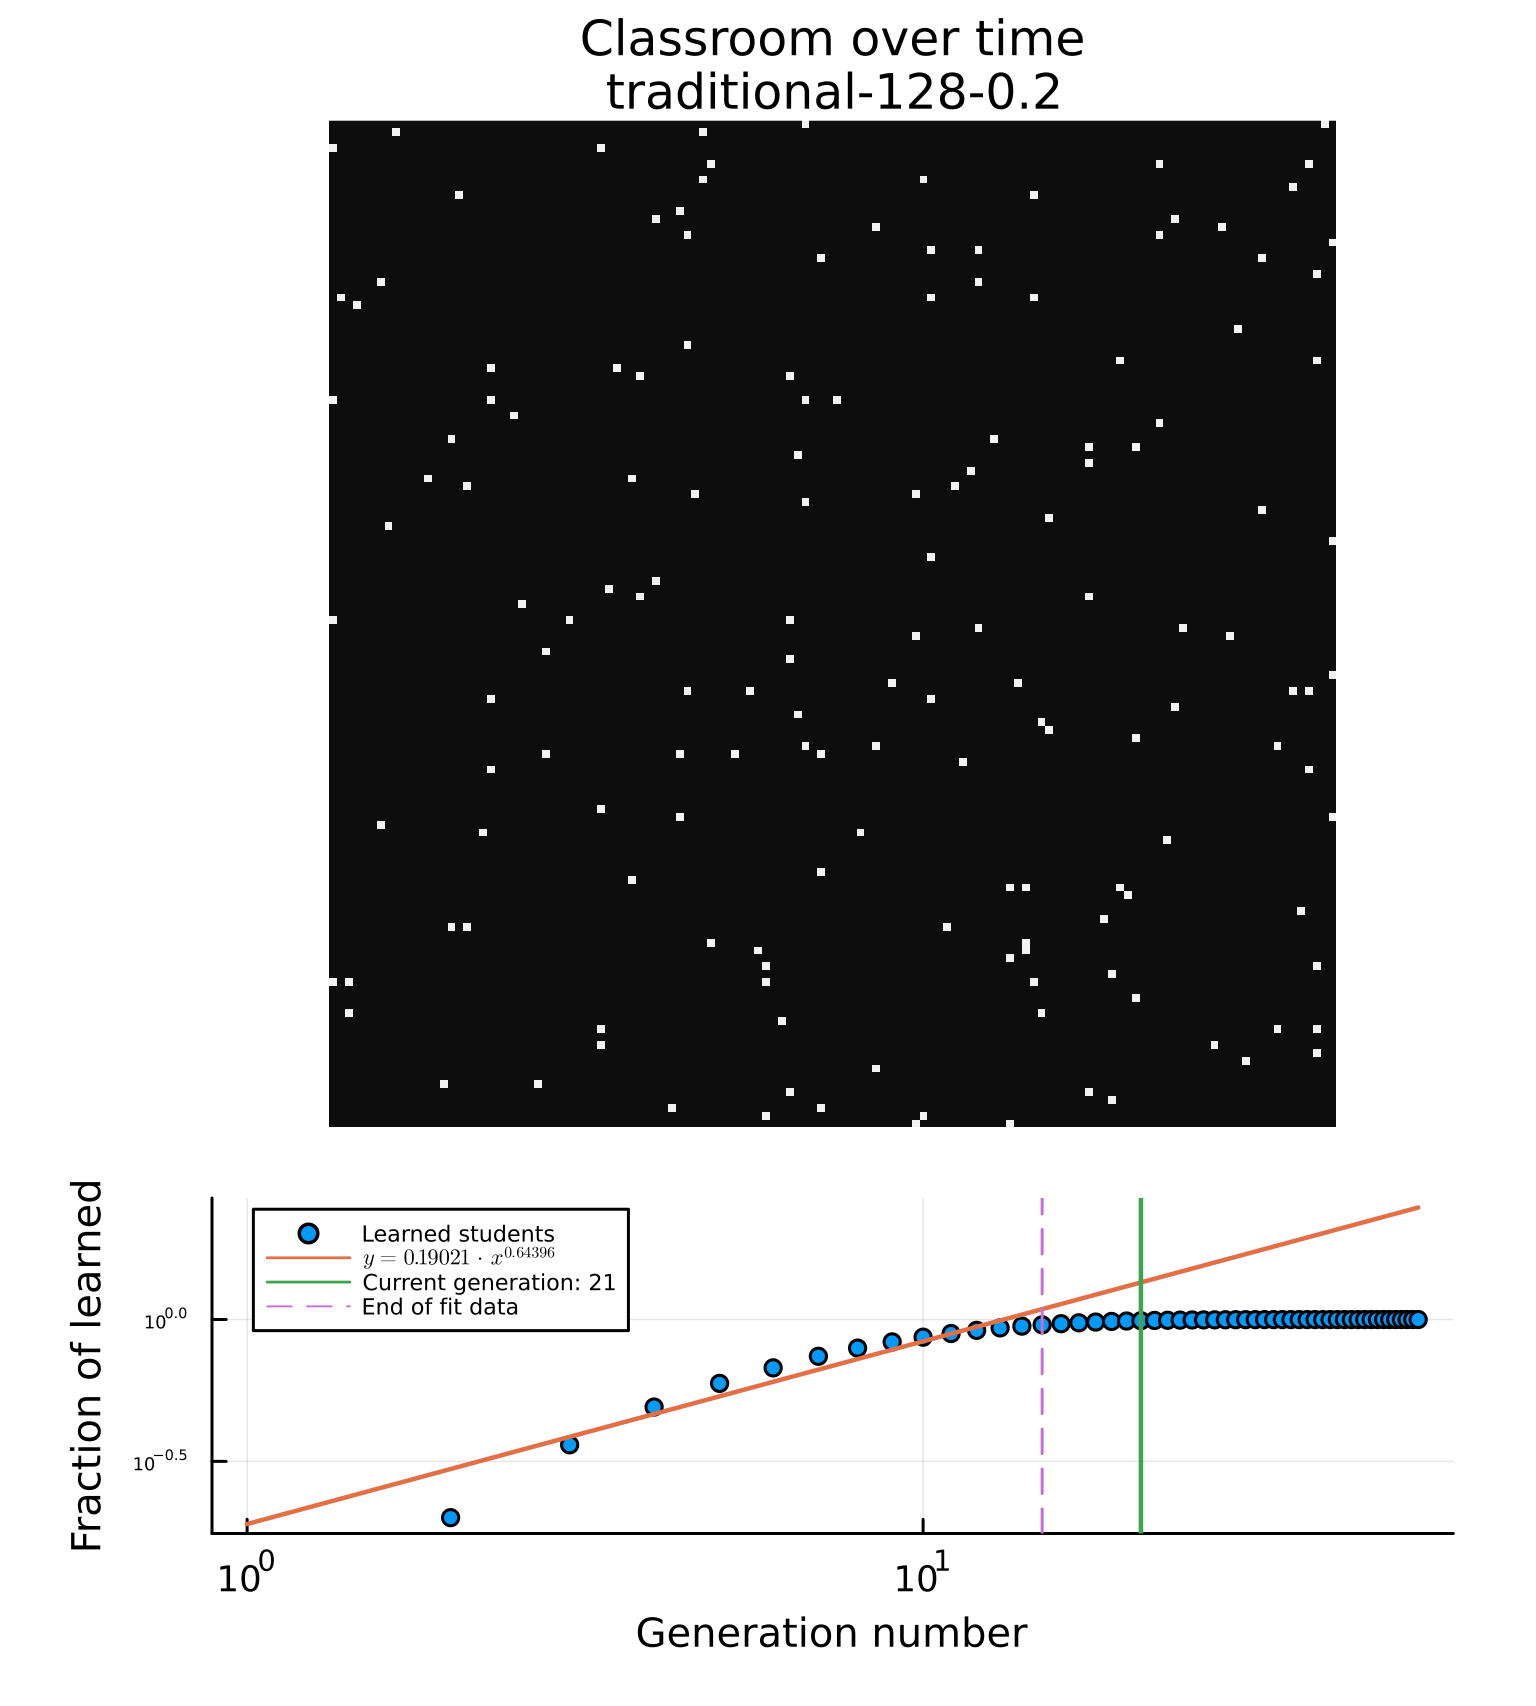 Classroom over time
traditional-128-0.2
Fraction of learned
Learned students
y = 0.19021 · x^0.64396
Current generation: 21
End of fit data
10^0.0
10^−0.5
10^0 10^1
Generation number